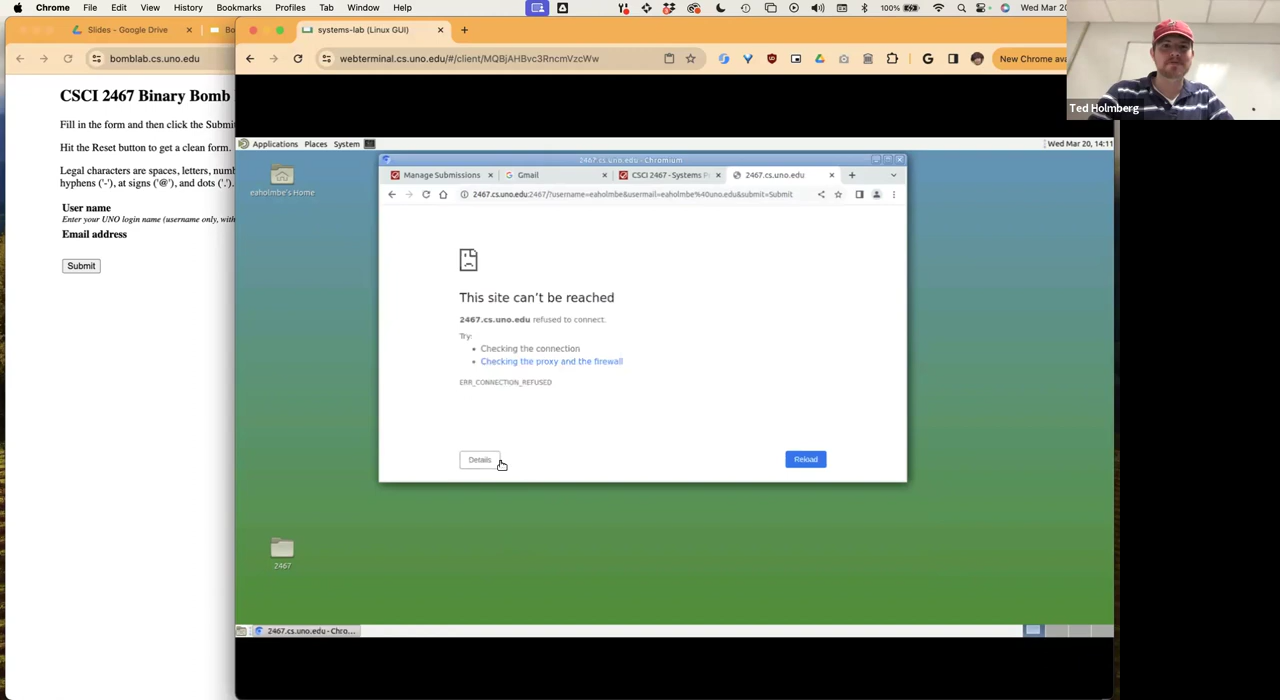 Chrome File Edit View History Bookmarks Profiles Tab Window Help 100% Wed Mar
Slides - Google Drive
systems-lab (Linux GUI)
bomblab.cs.uno.edu
webterminal.cs.uno.edu/#/client/MQBjAHBvc3RncmVzcWw
New Chrome ava
Ted Holmberg
CSCI 2467 Binary Bomb
Fill in the form and then click the Submit
Hit the Reset button to get a clean form.
Legal characters are spaces, letters, numb
hyphens ('-'), at signs ('@'), and dots ('.').
User name
Enter your UNO login name (username only, with
Email address
Submit
Applications Places System
Wed Mar 20, 14:11
eaholmbe's Home
2467.cs.uno.edu - Chromium
Manage Submissions
Gmail
CSCI 2467 - Systems P
2467.cs.uno.edu
2467.cs.uno.edu:2467/?username=eaholmbe&usermail=eaholmbe%40uno.edu&submit=Submit
This site can't be reached
2467.cs.uno.edu refused to connect.
Try:
• Checking the connection
• Checking the proxy and the firewall
ERR_CONNECTION_REFUSED
Details
Reload
2467
2467.cs.uno.edu - Chro...